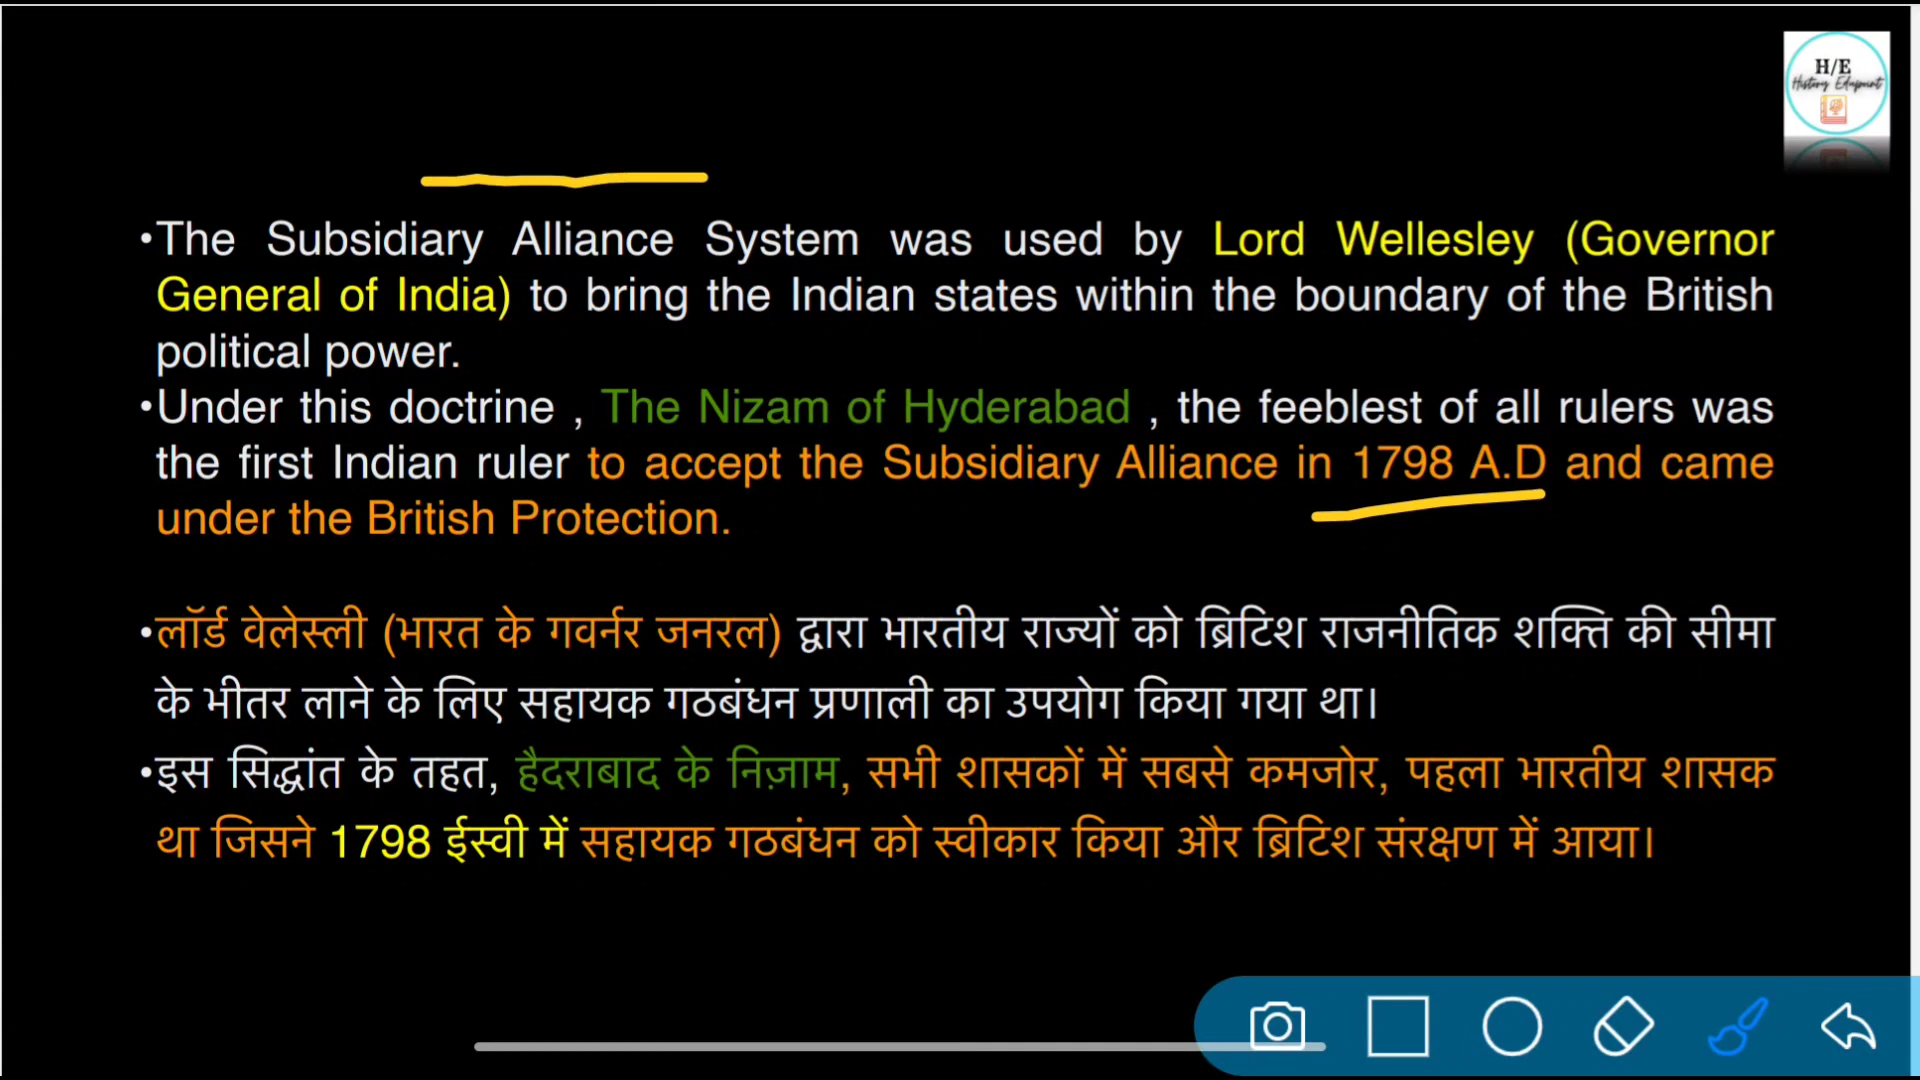 H/E
History Edupoint
•The Subsidiary Alliance System was used by Lord Wellesley (Governor
General of India) to bring the Indian states within the boundary of the British
political power.
•Under this doctrine , The Nizam of Hyderabad , the feeblest of all rulers was
the first Indian ruler to accept the Subsidiary Alliance in 1798 A.D and came
under the British Protection.
•लॉर्ड वेलेस्ली (भारत के गवर्नर जनरल) द्वारा भारतीय राज्यों को ब्रिटिश राजनीतिक शक्ति की सीमा
के भीतर लाने के लिए सहायक गठबंधन प्रणाली का उपयोग किया गया था।
•इस सिद्धांत के तहत, हैदराबाद के निज़ाम, सभी शासकों में सबसे कमजोर, पहला भारतीय शासक
था जिसने 1798 ईस्वी में सहायक गठबंधन को स्वीकार किया और ब्रिटिश संरक्षण में आया।